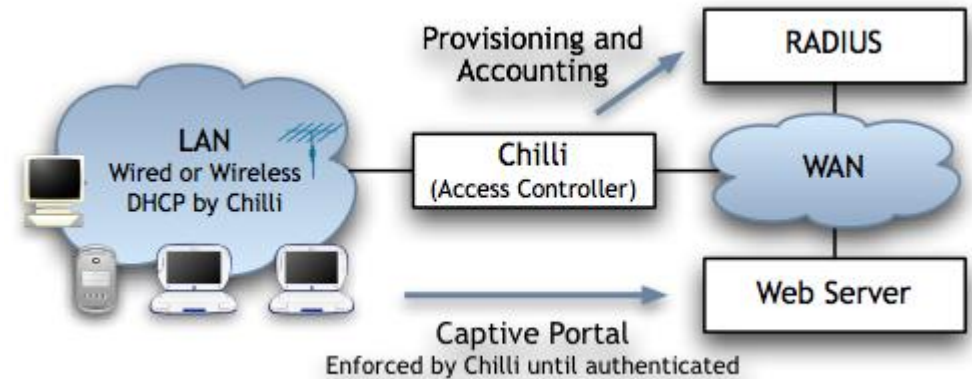 Provisioning and
Accounting
RADIUS
LAN
Wired or Wireless
DHCP by Chilli
Chilli
(Access Controller)
WAN
Web Server
Captive Portal
Enforced by Chilli until authenticated